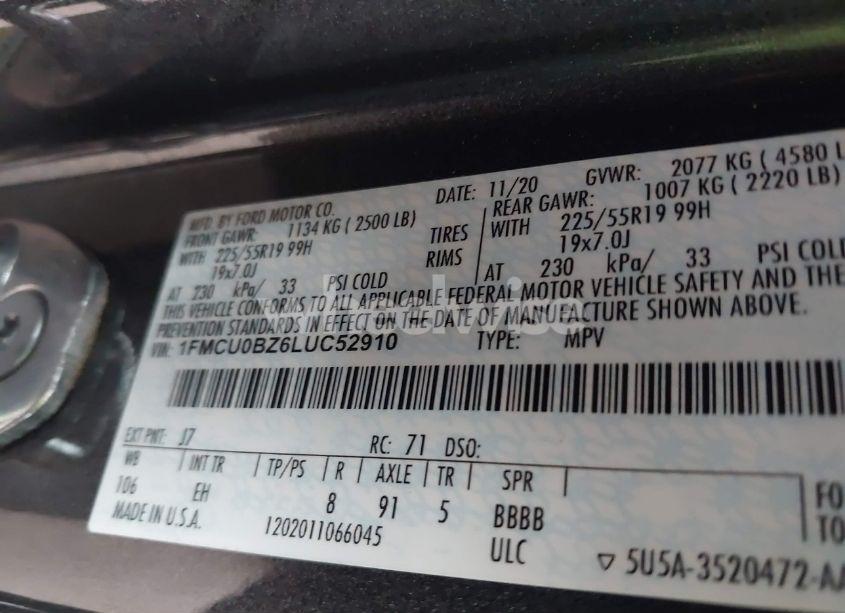 MFD. BY FORD MOTOR CO.
DATE: 11/20
GVWR: 2077 KG ( 4580 L
FRONT GAWR: 1134 KG ( 2500 LB)
REAR GAWR: 1007 KG ( 2220 LB)
WITH 225/55R19 99H TIRES WITH 225/55R19 99H
19x7.0J RIMS 19x7.0J
AT 230 kPa/ 33 PSI COLD AT 230 kPa/ 33 PSI COLD
THIS VEHICLE CONFORMS TO ALL APPLICABLE FEDERAL MOTOR VEHICLE SAFETY AND THE
PREVENTION STANDARDS IN EFFECT ON THE DATE OF MANUFACTURE SHOWN ABOVE.
VIN: 1FMCU0BZ6LUC52910 TYPE: MPV
EXT PNT: J7 RC: 71 DSO:
WB INT TR TP/PS R AXLE TR SPR
106 EH 8 91 5 BBBB
MADE IN U.S.A. 1202011066045 ULC
FO
TO
▽ 5U5A-3520472-AA